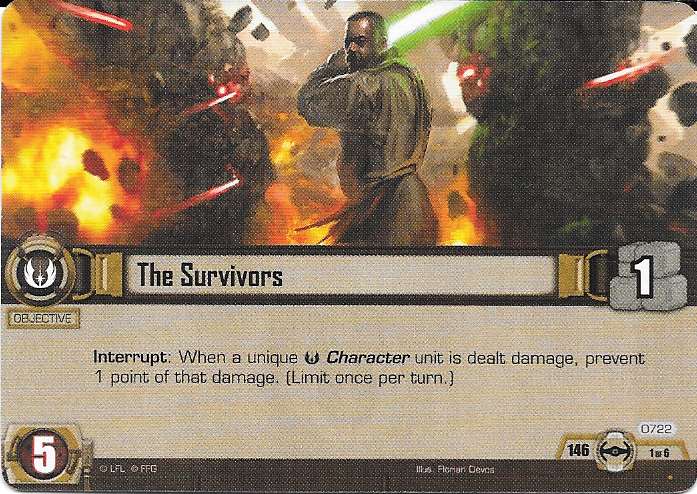 The Survivors
1
OBJECTIVE
Interrupt: When a unique Character unit is dealt damage, prevent
1 point of that damage. (Limit once per turn.)
5
0722
146
1 OF 6
© LFL © FFG
Illus. Florian Devos